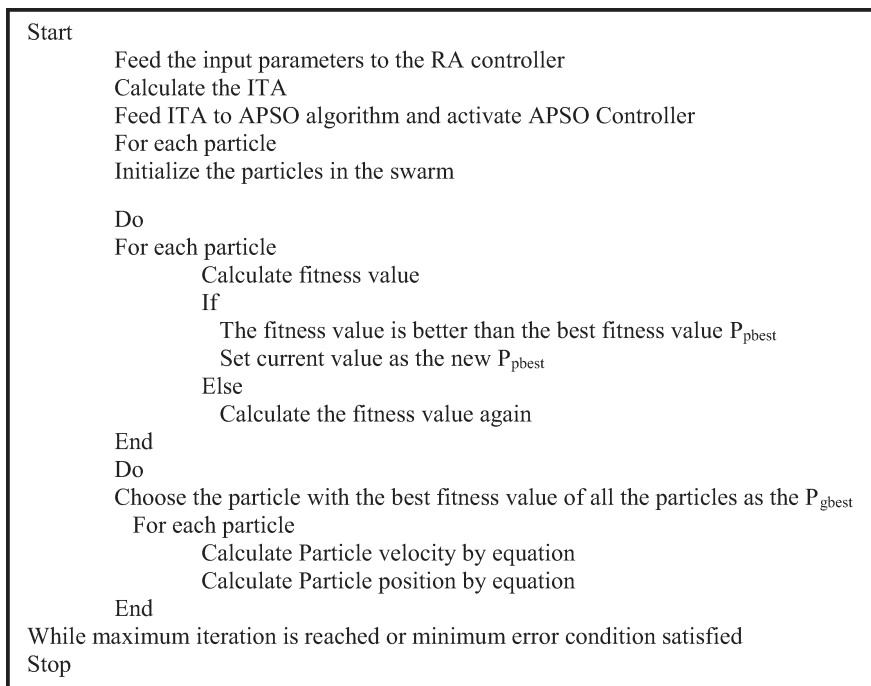 Start
Feed the input parameters to the RA controller
Calculate the ITA
Feed ITA to APSO algorithm and activate APSO Controller
For each particle
Initialize the particles in the swarm
Do
For each particle
Calculate fitness value
If
The fitness value is better than the best fitness value Ppbest
Set current value as the new Ppbest
Else
Calculate the fitness value again
End
Do
Choose the particle with the best fitness value of all the particles as the Pgbest
For each particle
Calculate Particle velocity by equation
Calculate Particle position by equation
End
While maximum iteration is reached or minimum error condition satisfied
Stop